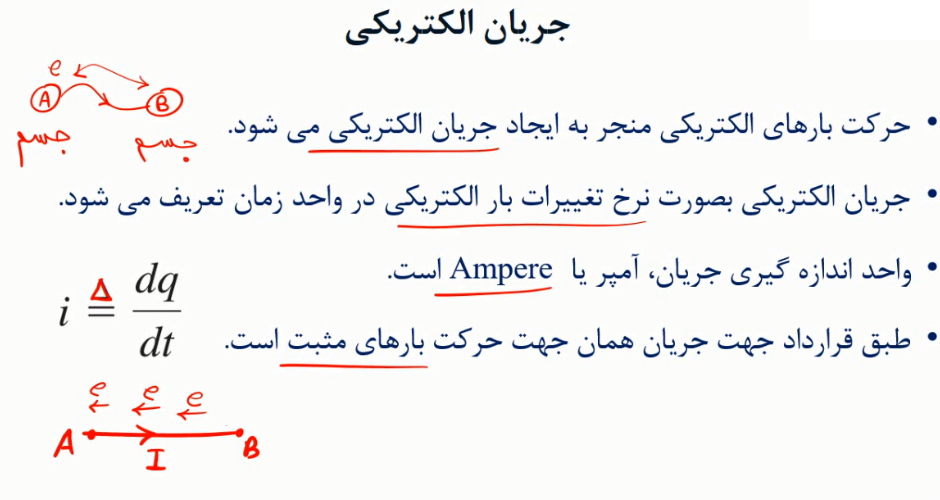 جریان الکتریکی
e
A B
جسم جسم
• حرکت بارهای الکتریکی منجر به ایجاد جریان الکتریکی می شود.
• جریان الکتریکی بصورت نرخ تغییرات بار الکتریکی در واحد زمان تعریف می شود.
• واحد اندازه گیری جریان، آمپر یا Ampere است.
i ≜ dq/dt
• طبق قرارداد جهت جریان همان جهت حرکت بارهای مثبت است.
e e e
A I B